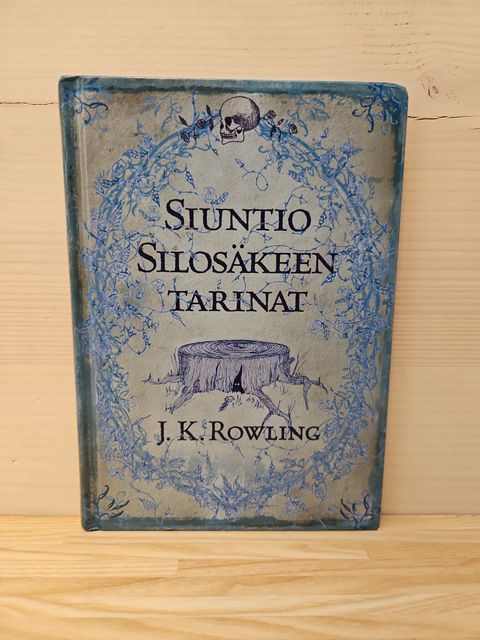 Siuntio
Silosäkeen
tarinat
J. K. Rowling